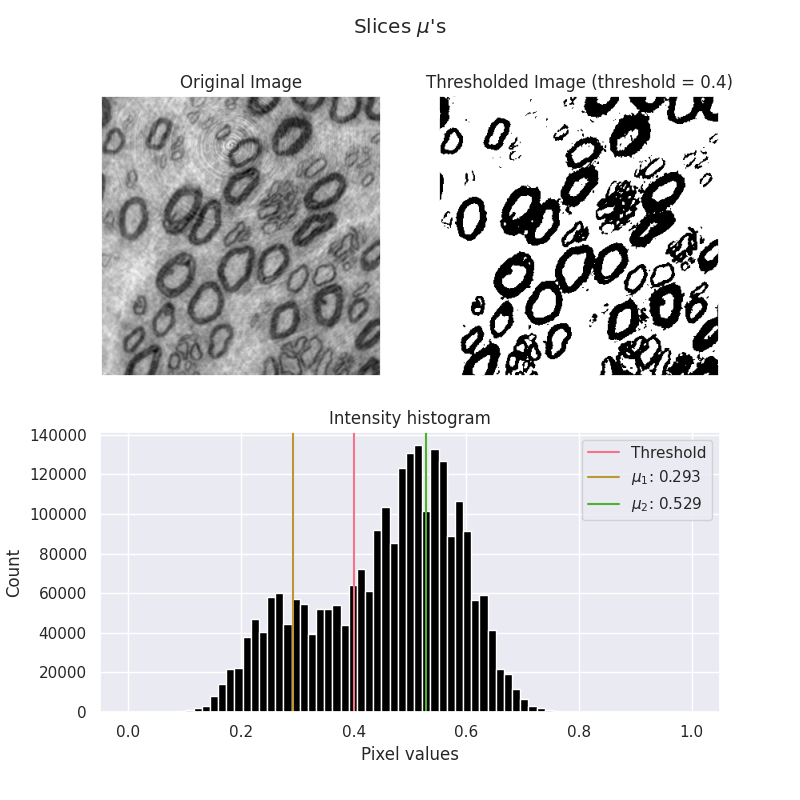 Slices μ's
Original Image
Thresholded Image (threshold = 0.4)
Intensity histogram
140000
120000
100000
80000
60000
40000
20000
0
Count
Threshold
μ₁: 0.293
μ₂: 0.529
0.0 0.2 0.4 0.6 0.8 1.0
Pixel values